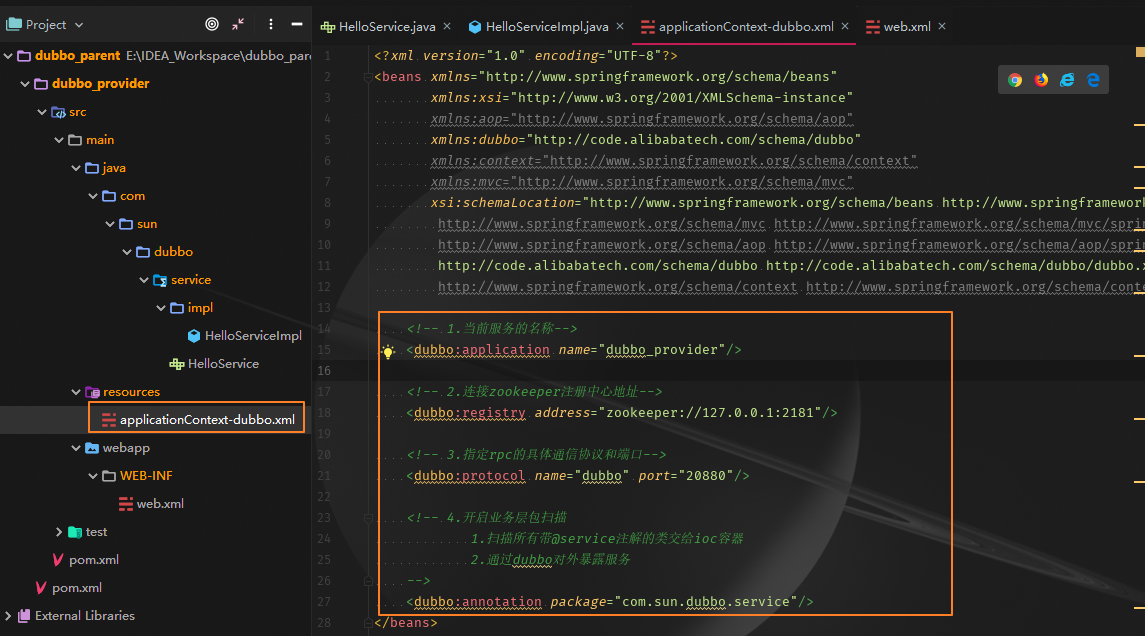 Project
HelloService.java
HelloServiceImpl.java
applicationContext-dubbo.xml
web.xml
dubbo_parent E:\IDEA_Workspace\dubbo_par
dubbo_provider
src
main
java
com
sun
dubbo
service
impl
HelloServiceImpl
HelloService
resources
applicationContext-dubbo.xml
webapp
WEB-INF
web.xml
test
pom.xml
pom.xml
External Libraries
1 <?xml version="1.0" encoding="UTF-8"?>
2 <beans xmlns="http://www.springframework.org/schema/beans"
3 xmlns:xsi="http://www.w3.org/2001/XMLSchema-instance"
4 xmlns:aop="http://www.springframework.org/schema/aop"
5 xmlns:dubbo="http://code.alibabatech.com/schema/dubbo"
6 xmlns:context="http://www.springframework.org/schema/context"
7 xmlns:mvc="http://www.springframework.org/schema/mvc"
8 xsi:schemaLocation="http://www.springframework.org/schema/beans http://www.springframework
9 http://www.springframework.org/schema/mvc http://www.springframework.org/schema/mvc/spri
10 http://www.springframework.org/schema/aop http://www.springframework.org/schema/aop/spri
11 http://code.alibabatech.com/schema/dubbo http://code.alibabatech.com/schema/dubbo/dubbo.x
12 http://www.springframework.org/schema/context http://www.springframework.org/schema/conte
13
14 <!-- 1.当前服务的名称-->
15 <dubbo:application name="dubbo_provider"/>
16
17 <!-- 2.连接zookeeper注册中心地址-->
18 <dubbo:registry address="zookeeper://127.0.0.1:2181"/>
19
20 <!-- 3.指定rpc的具体通信协议和端口-->
21 <dubbo:protocol name="dubbo" port="20880"/>
22
23 <!-- 4.开启业务层包扫描
24 1.扫描所有带@service注解的类交给ioc容器
25 2.通过dubbo对外暴露服务
26 -->
27 <dubbo:annotation package="com.sun.dubbo.service"/>
28 </beans>